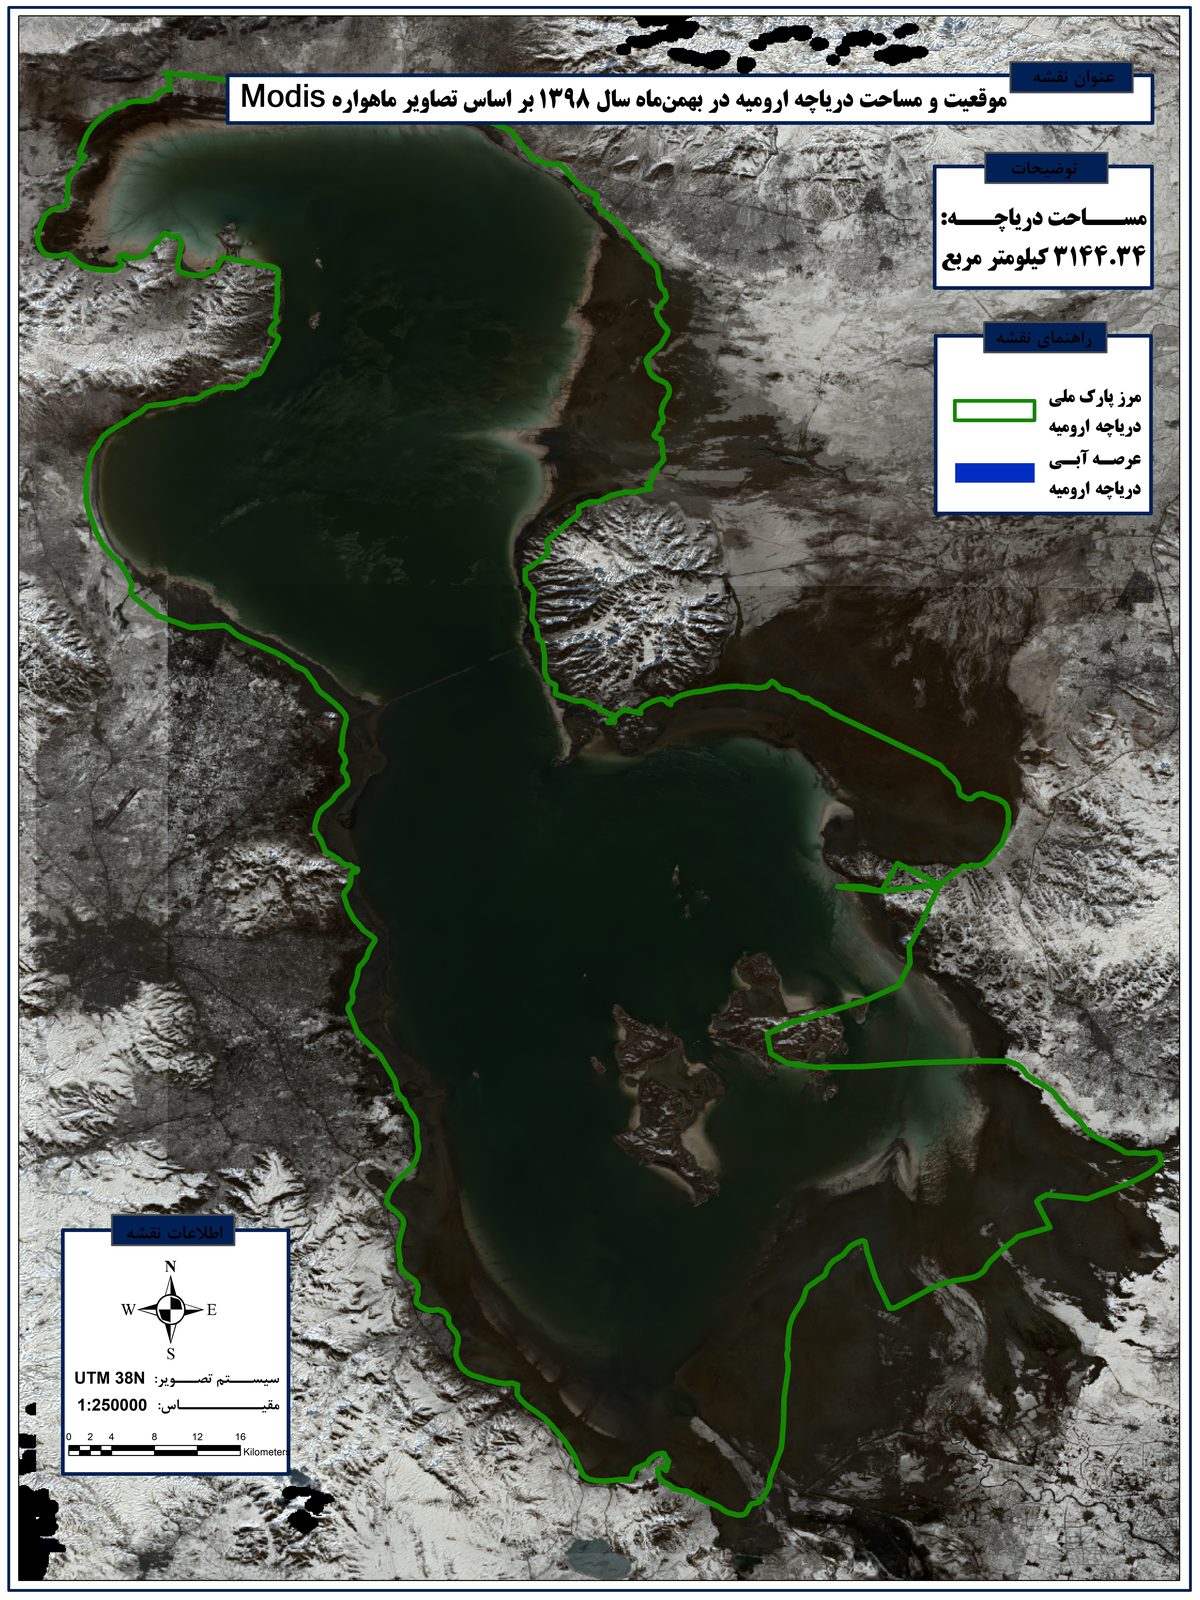 عنوان نقشه
موقعیت و مساحت دریاچه ارومیه در بهمن‌ماه سال ۱۳۹۸ بر اساس تصاویر ماهواره Modis
توضیحات
مساحت دریاچه:
۳۱۴۴.۳۴ کیلومتر مربع
راهنمای نقشه
مرز پارک ملی
دریاچه ارومیه
عرصه آبی
دریاچه ارومیه
اطلاعات نقشه
N
W E
S
سیستم تصویر: UTM 38N
مقیاس: 1:250000
0 2 4 8 12 16
Kilometers